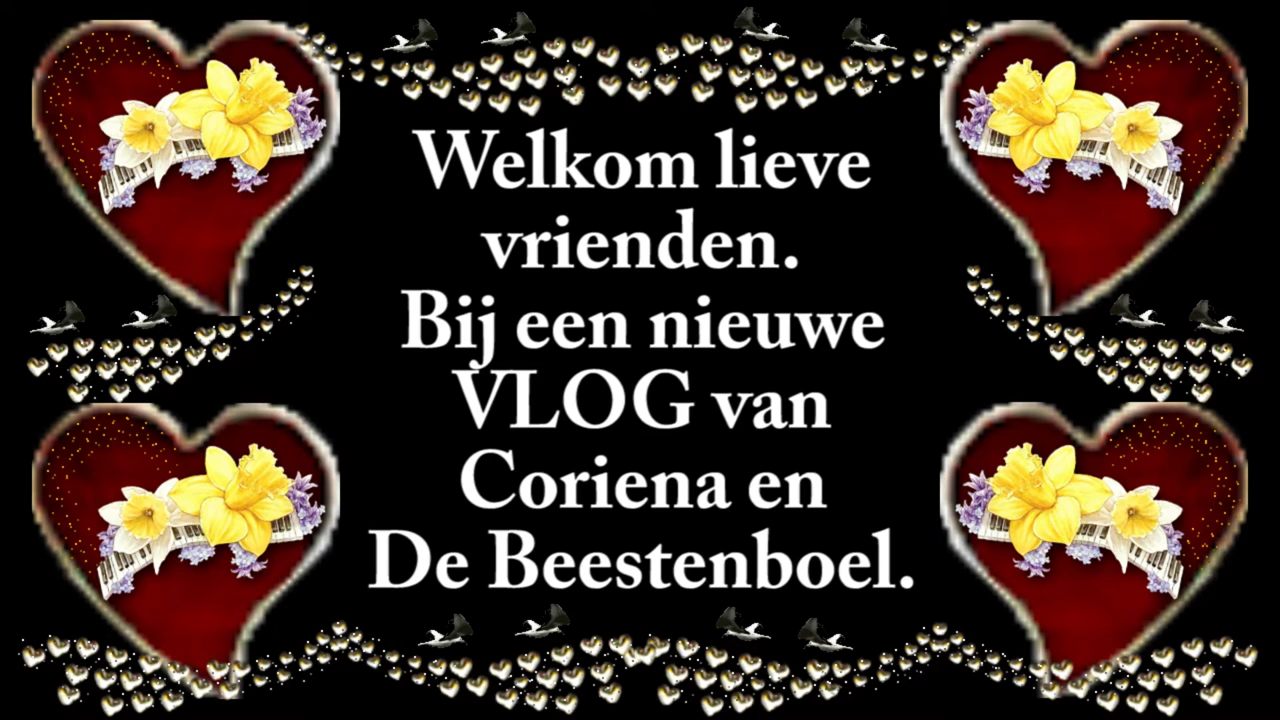 Welkom lieve
vrienden.
Bij een nieuwe
VLOG van
Coriena en
De Beestenboel.